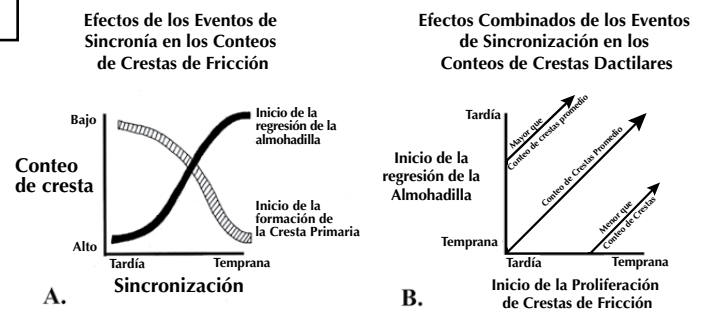 Efectos de los Eventos de
Sincronía en los Conteos
de Crestas de Fricción
Bajo
Conteo
de cresta
Alto
Tardía
Temprana
Sincronización
Inicio de la
regresión de la
almohadilla
Inicio de la
formación de
la Cresta Primaria
A.
Efectos Combinados de los Eventos
de Sincronización en los
Conteos de Crestas Dactilares
Tardía
Inicio de la
regresión de la
Almohadilla
Temprana
Mayor que
Conteo de crestas promedio
Conteo de Crestas Promedio
Menor que
Conteo de Crestas
Tardía
Temprana
Inicio de la Proliferación
de Crestas de Fricción
B.